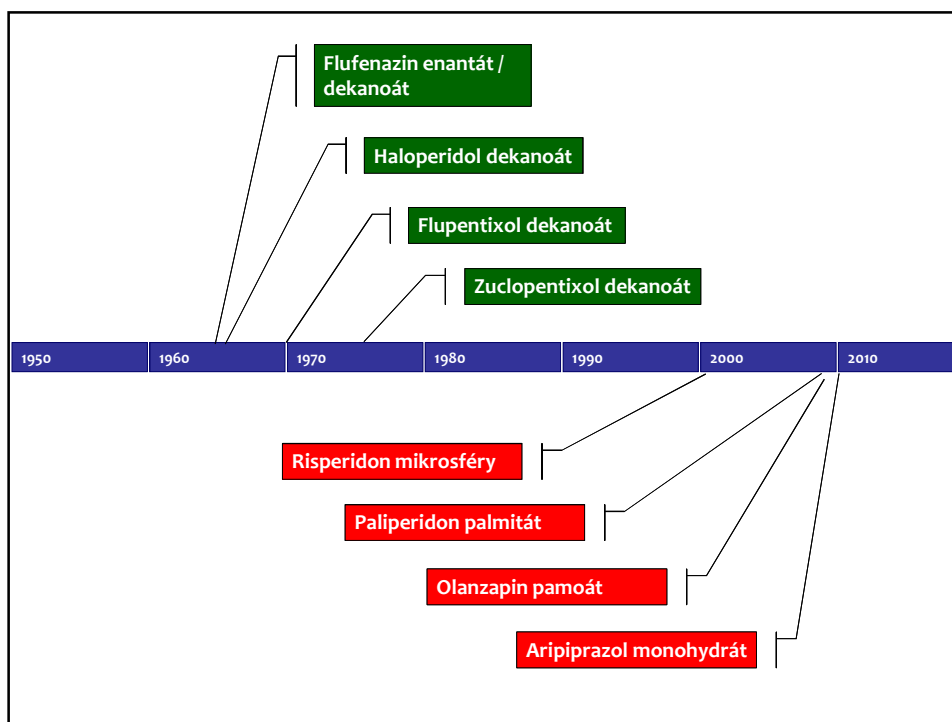 Flufenazin enantát /
dekanoát
Haloperidol dekanoát
Flupentixol dekanoát
Zuclopentixol dekanoát
1950 1960 1970 1980 1990 2000 2010
Risperidon mikrosféry
Paliperidon palmitát
Olanzapin pamoát
Aripiprazol monohydrát